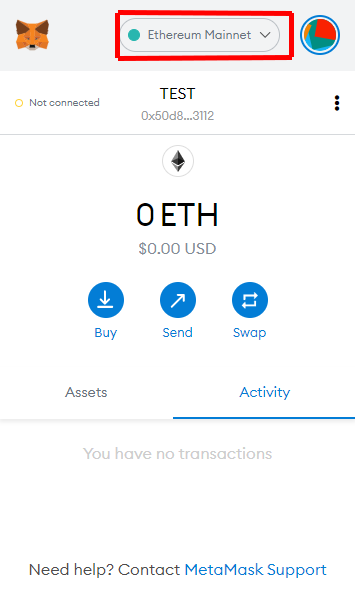 Ethereum Mainnet
Not connected
TEST
0x50d8...3112
0 ETH
$0.00 USD
Buy
Send
Swap
Assets
Activity
You have no transactions
Need help? Contact MetaMask Support